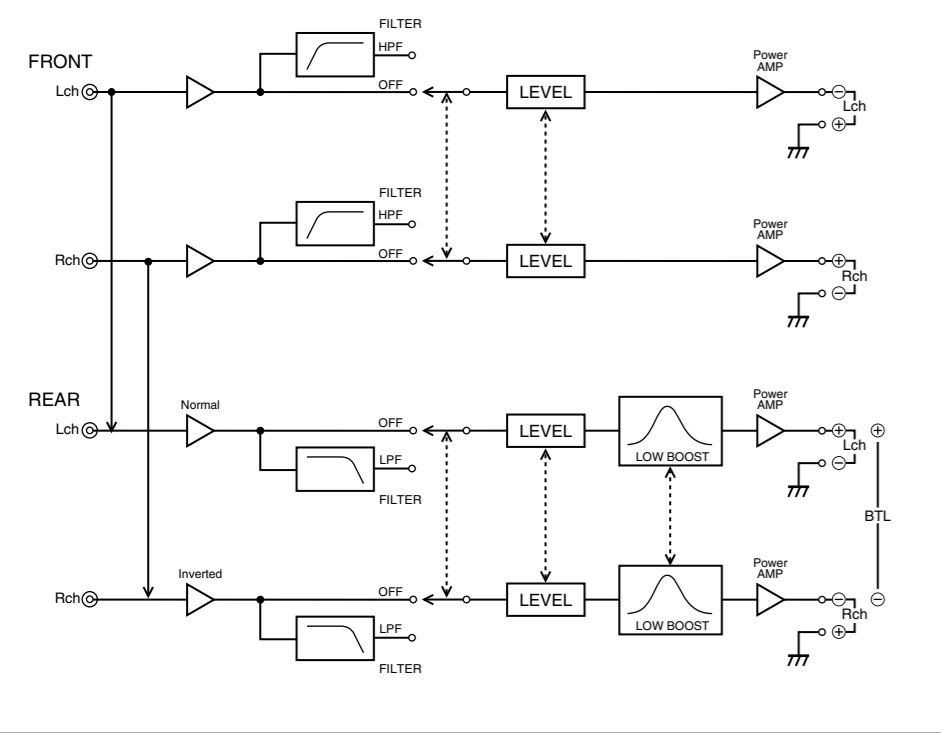 FRONT
FILTER
HPF
Lch
OFF
LEVEL
Power
AMP
⊖
Lch
⊕
FILTER
HPF
Rch
OFF
LEVEL
Power
AMP
⊕
Rch
⊖
REAR
Lch
Normal
OFF
LPF
FILTER
LEVEL
LOW BOOST
Power
AMP
⊕
Lch
⊖
⊕
BTL
⊖
Rch
Inverted
OFF
LPF
FILTER
LEVEL
LOW BOOST
Power
AMP
⊖
Rch
⊕